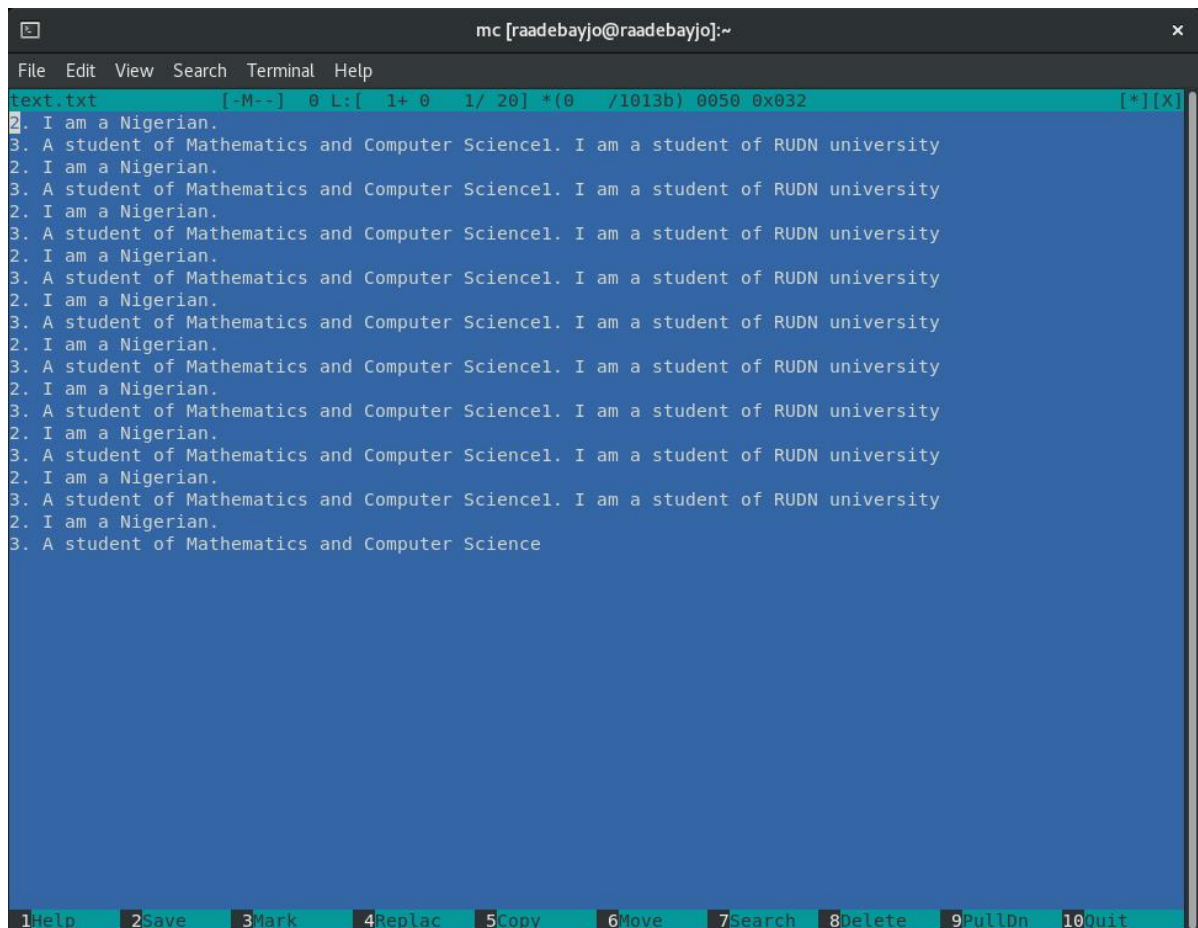 mc [raadebayjo@raadebayjo]:~ ×
File Edit View Search Terminal Help
text.txt [-M--] 0 L:[ 1+ 0 1/ 20] *(0 /1013b) 0050 0x032 [*][X]
2. I am a Nigerian.
3. A student of Mathematics and Computer Science1. I am a student of RUDN university
2. I am a Nigerian.
3. A student of Mathematics and Computer Science1. I am a student of RUDN university
2. I am a Nigerian.
3. A student of Mathematics and Computer Science1. I am a student of RUDN university
2. I am a Nigerian.
3. A student of Mathematics and Computer Science1. I am a student of RUDN university
2. I am a Nigerian.
3. A student of Mathematics and Computer Science1. I am a student of RUDN university
2. I am a Nigerian.
3. A student of Mathematics and Computer Science1. I am a student of RUDN university
2. I am a Nigerian.
3. A student of Mathematics and Computer Science1. I am a student of RUDN university
2. I am a Nigerian.
3. A student of Mathematics and Computer Science1. I am a student of RUDN university
2. I am a Nigerian.
3. A student of Mathematics and Computer Science1. I am a student of RUDN university
2. I am a Nigerian.
3. A student of Mathematics and Computer Science
1Help 2Save 3Mark 4Replac 5Copy 6Move 7Search 8Delete 9PullDn 10Quit